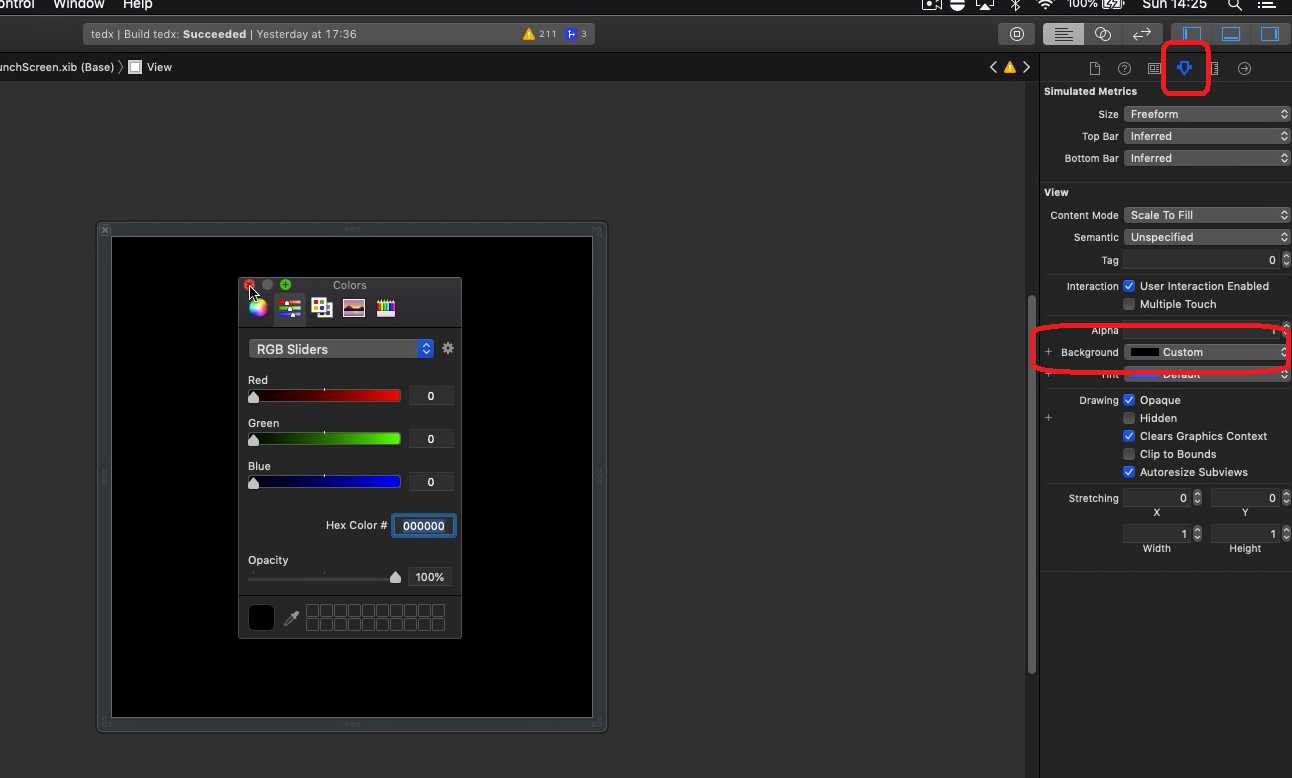 ontrol Window Help 100% Sun 14:25
tedx | Build tedx: Succeeded | Yesterday at 17:36 211 3
unchScreen.xib (Base) 〉 View
Simulated Metrics
Size Freeform
Top Bar Inferred
Bottom Bar Inferred
View
Content Mode Scale To Fill
Semantic Unspecified
Tag 0
Interaction User Interaction Enabled
Multiple Touch
Alpha 1
+ Background Custom
+ Tint Default
Drawing Opaque
+ Hidden
Clears Graphics Context
Clip to Bounds
Autoresize Subviews
Stretching 0 0
X Y
1 1
Width Height
Colors
RGB Sliders
Red
0
Green
0
Blue
0
Hex Color # 000000
Opacity
100%